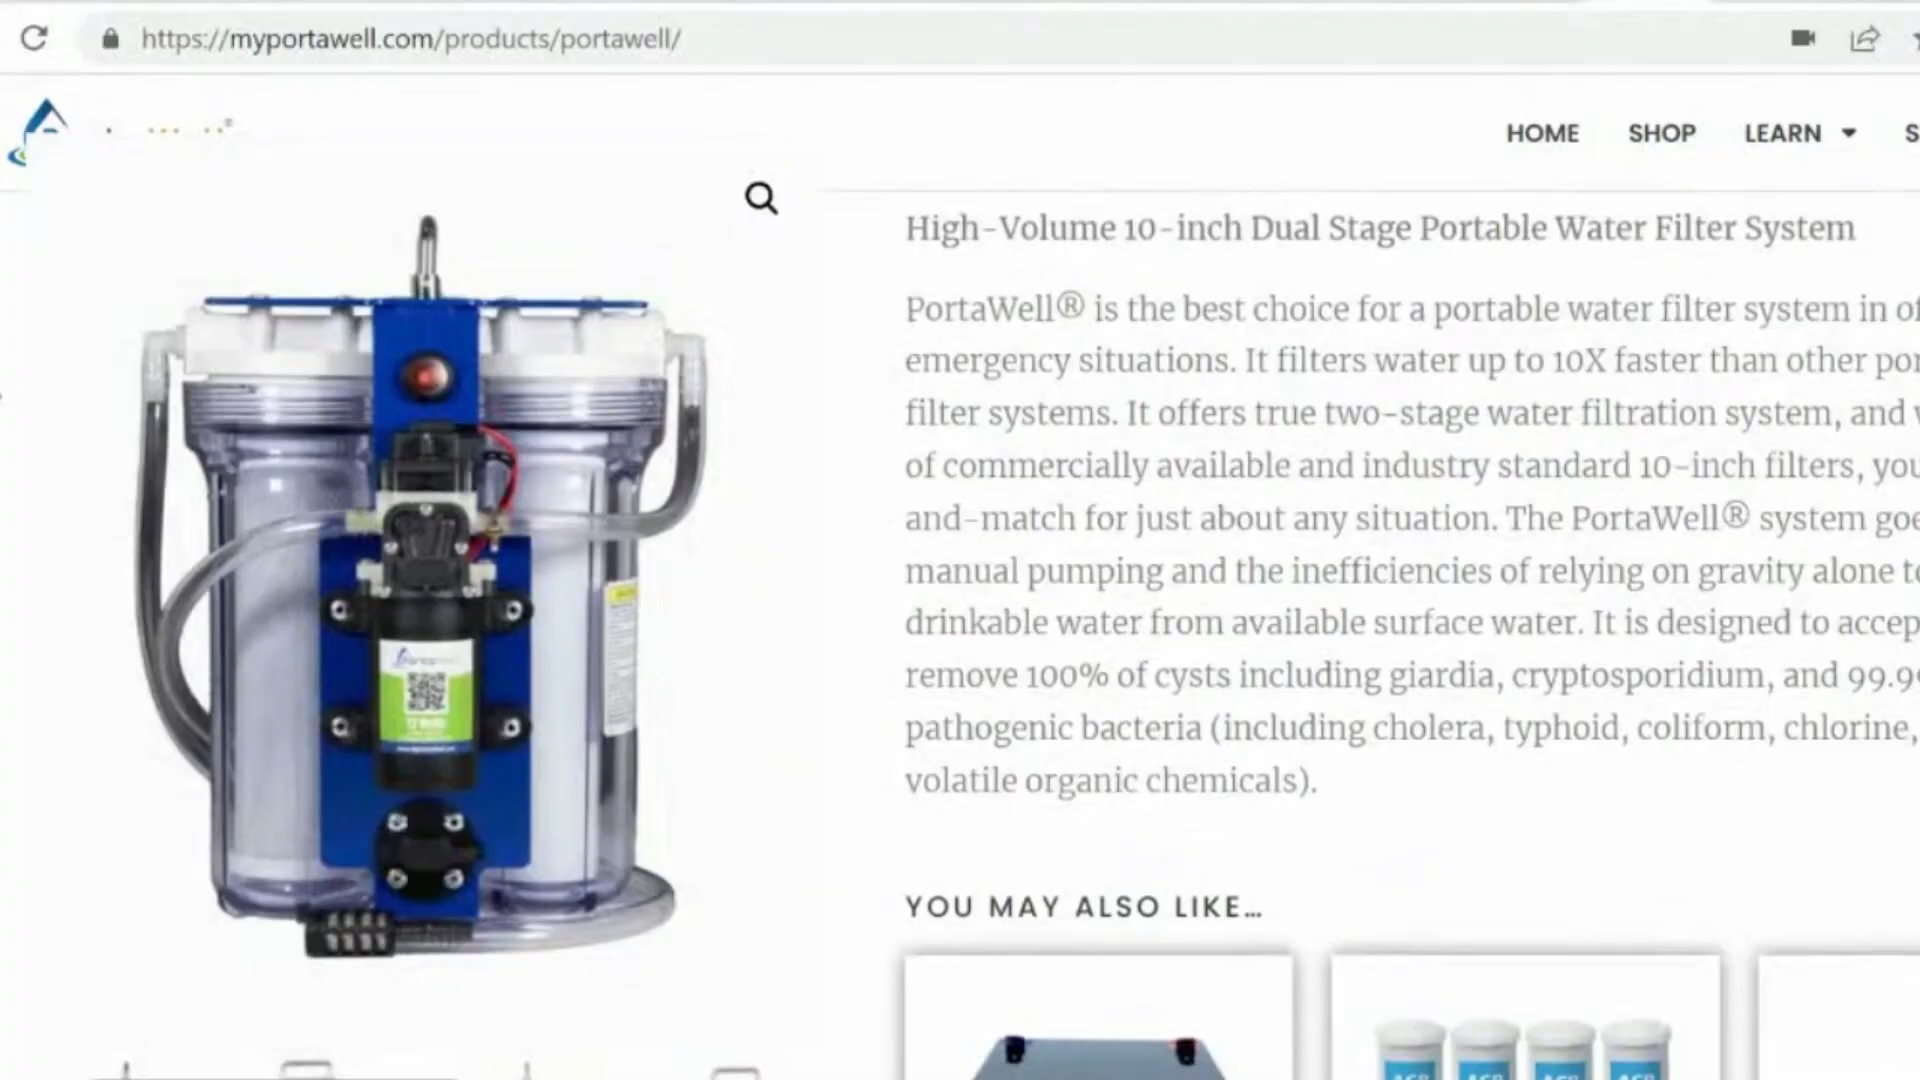 https://myportawell.com/products/portawell/
HOME SHOP LEARN
High-Volume 10-inch Dual Stage Portable Water Filter System
PortaWell® is the best choice for a portable water filter system in
emergency situations. It filters water up to 10X faster than other
filter systems. It offers true two-stage water filtration system, and
of commercially available and industry standard 10-inch filters,
and-match for just about any situation. The PortaWell® system
manual pumping and the inefficiencies of relying on gravity alone
drinkable water from available surface water. It is designed to
remove 100% of cysts including giardia, cryptosporidium, and 99.9
pathogenic bacteria (including cholera, typhoid, coliform, chlorine,
volatile organic chemicals).
YOU MAY ALSO LIKE…